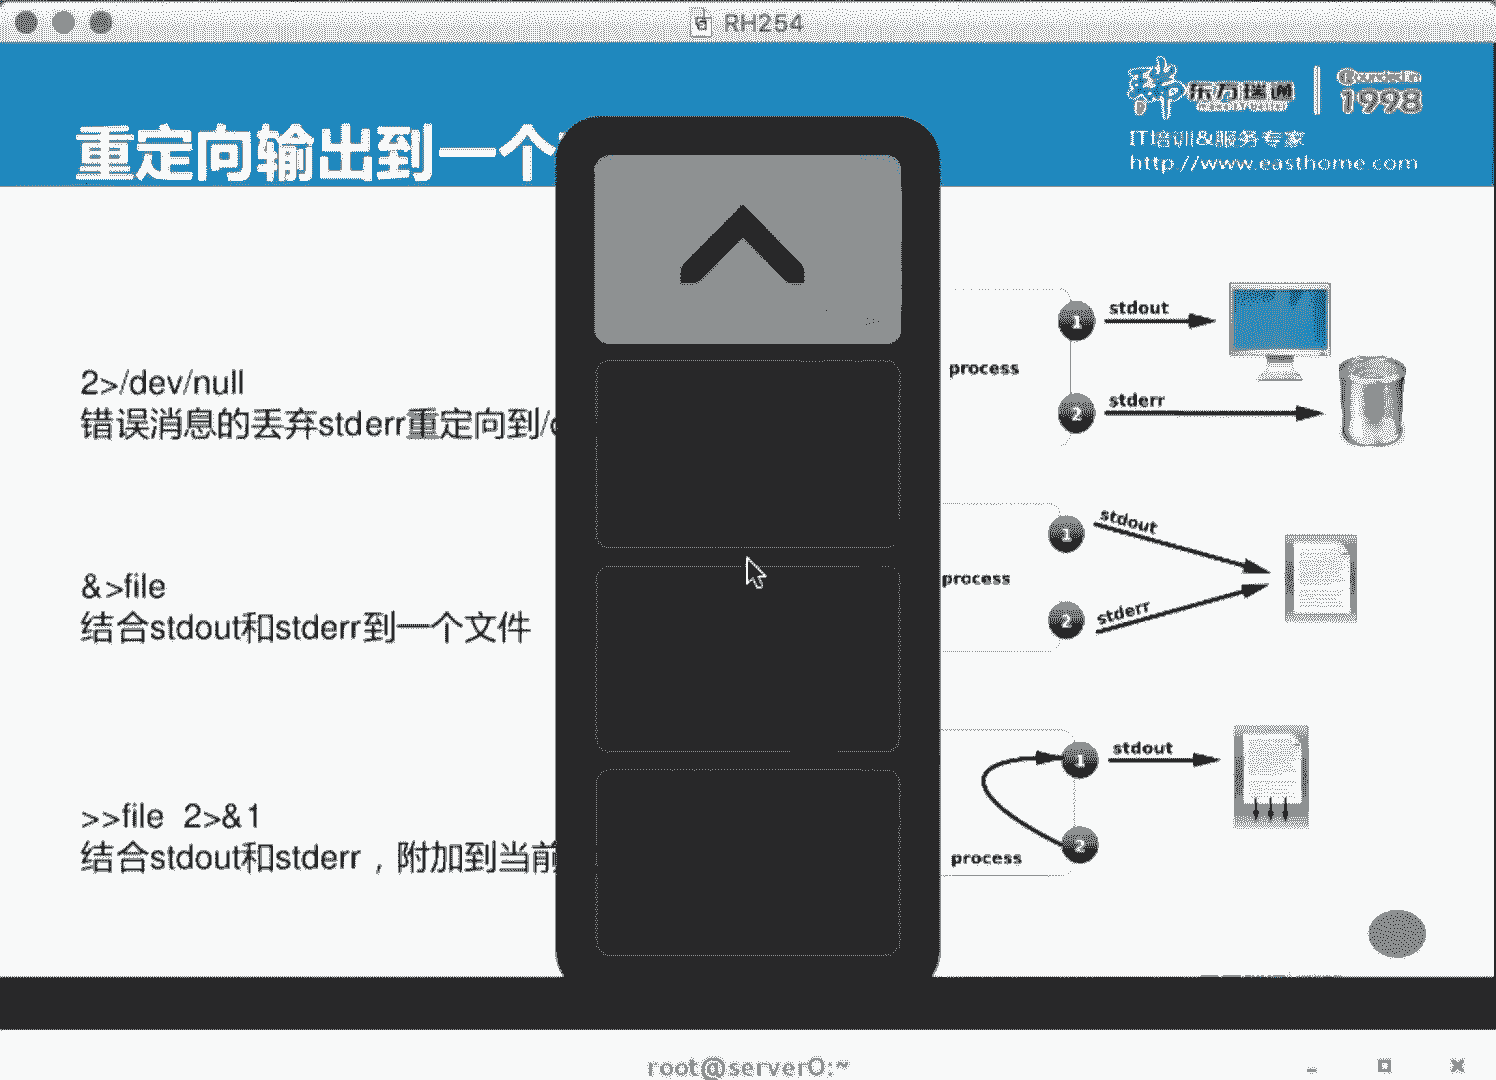 RH254
东方瑞通
1998
IT培训&服务专家
http://www.easthome.com
重定向输出到一个
2>/dev/null
错误消息的丢弃stderr重定向到/
&>file
结合stdout和stderr到一个文件
>>file 2>&1
结合stdout和stderr，附加到当前
1
stdout
process
2
stderr
1
stdout
process
2
stderr
1
stdout
2
process
root@server0:~